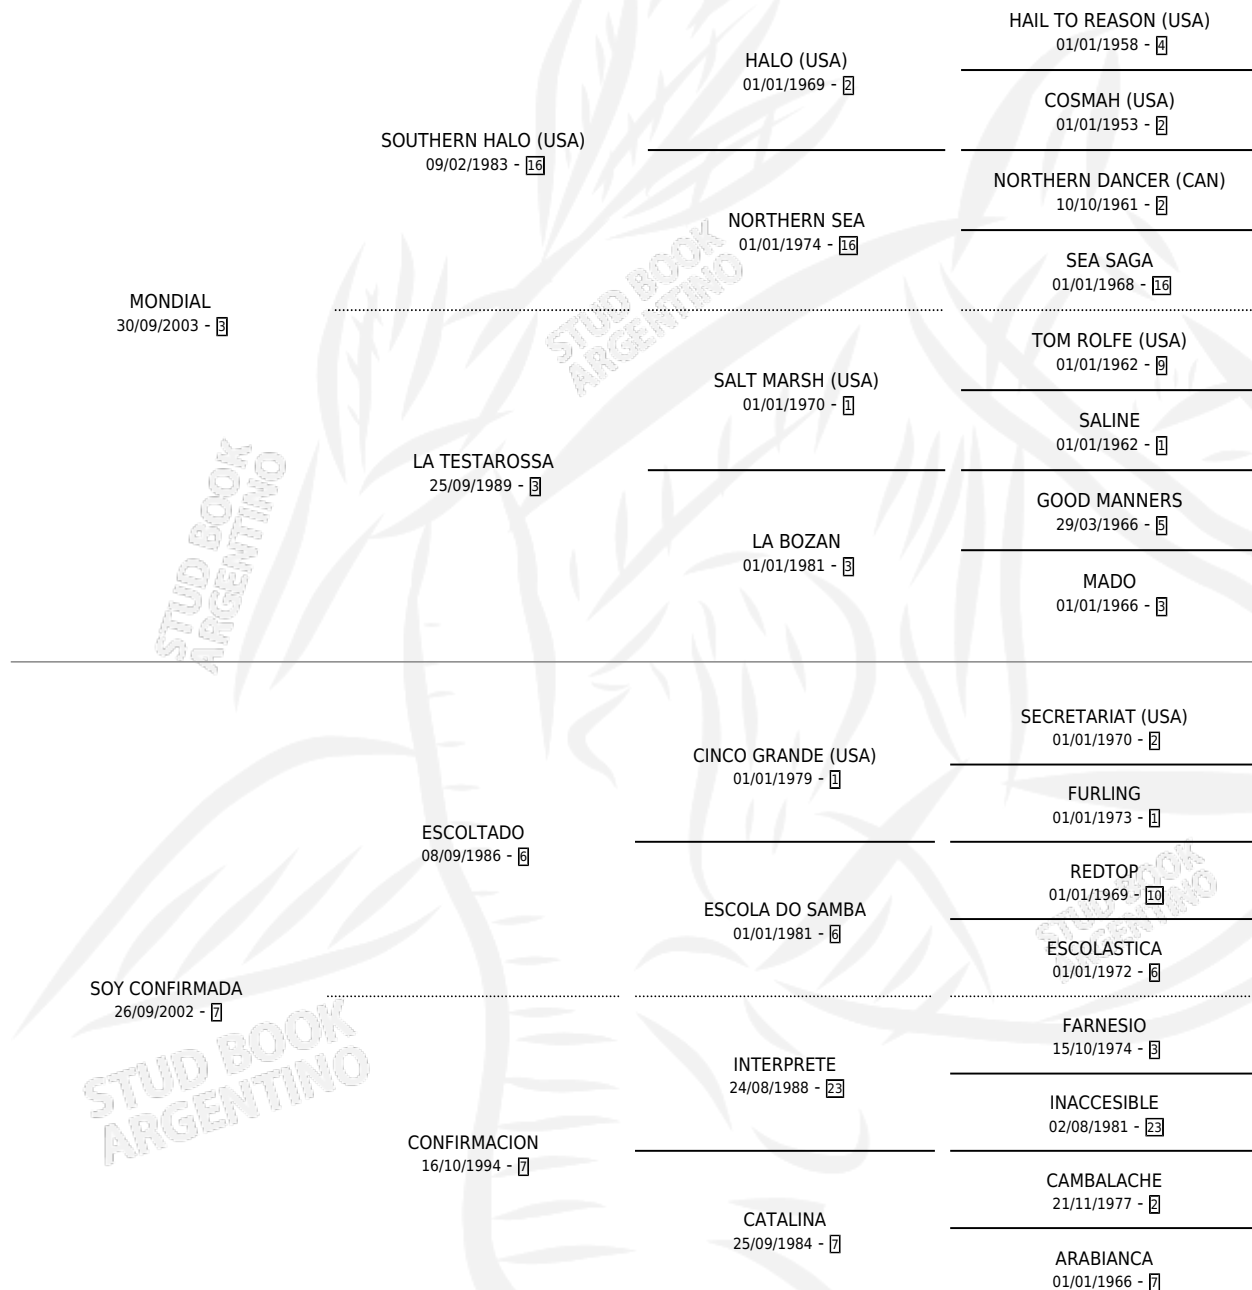 HAIL TO REASON (USA)
01/01/1958 - 4
HALO (USA)
01/01/1969 - 2
COSMAH (USA)
01/01/1953 - 2
SOUTHERN HALO (USA)
09/02/1983 - 16
NORTHERN DANCER (CAN)
10/10/1961 - 2
NORTHERN SEA
01/01/1974 - 16
SEA SAGA
01/01/1968 - 16
MONDIAL
30/09/2003 - 3
STUD BOOK
ARGENTINO
TOM ROLFE (USA)
01/01/1962 - 9
SALT MARSH (USA)
01/01/1970 - 1
SALINE
01/01/1962 - 1
LA TESTAROSSA
25/09/1989 - 3
GOOD MANNERS
29/03/1966 - 5
LA BOZAN
01/01/1981 - 3
MADO
01/01/1966 - 3
STUD BOOK
ARGENTINO
SECRETARIAT (USA)
01/01/1970 - 2
CINCO GRANDE (USA)
01/01/1979 - 1
FURLING
01/01/1973 - 1
ESCOLTADO
08/09/1986 - 6
REDTOP
01/01/1969 - 10
ESCOLA DO SAMBA
01/01/1981 - 6
STUD BOOK
ARGENTINO
ESCOLASTICA
01/01/1972 - 6
SOY CONFIRMADA
26/09/2002 - 7
STUD BOOK
ARGENTINO
FARNESIO
15/10/1974 - 3
INTERPRETE
24/08/1988 - 23
INACCESIBLE
02/08/1981 - 23
CONFIRMACION
16/10/1994 - 7
CAMBALACHE
21/11/1977 - 2
CATALINA
25/09/1984 - 7
ARABIANCA
01/01/1966 - 7